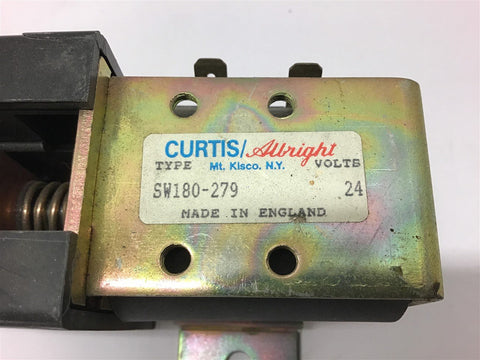 CURTIS/Albright
TYPE Mt. Kisco. N.Y. VOLTS
SW180-279 24
MADE IN ENGLAND